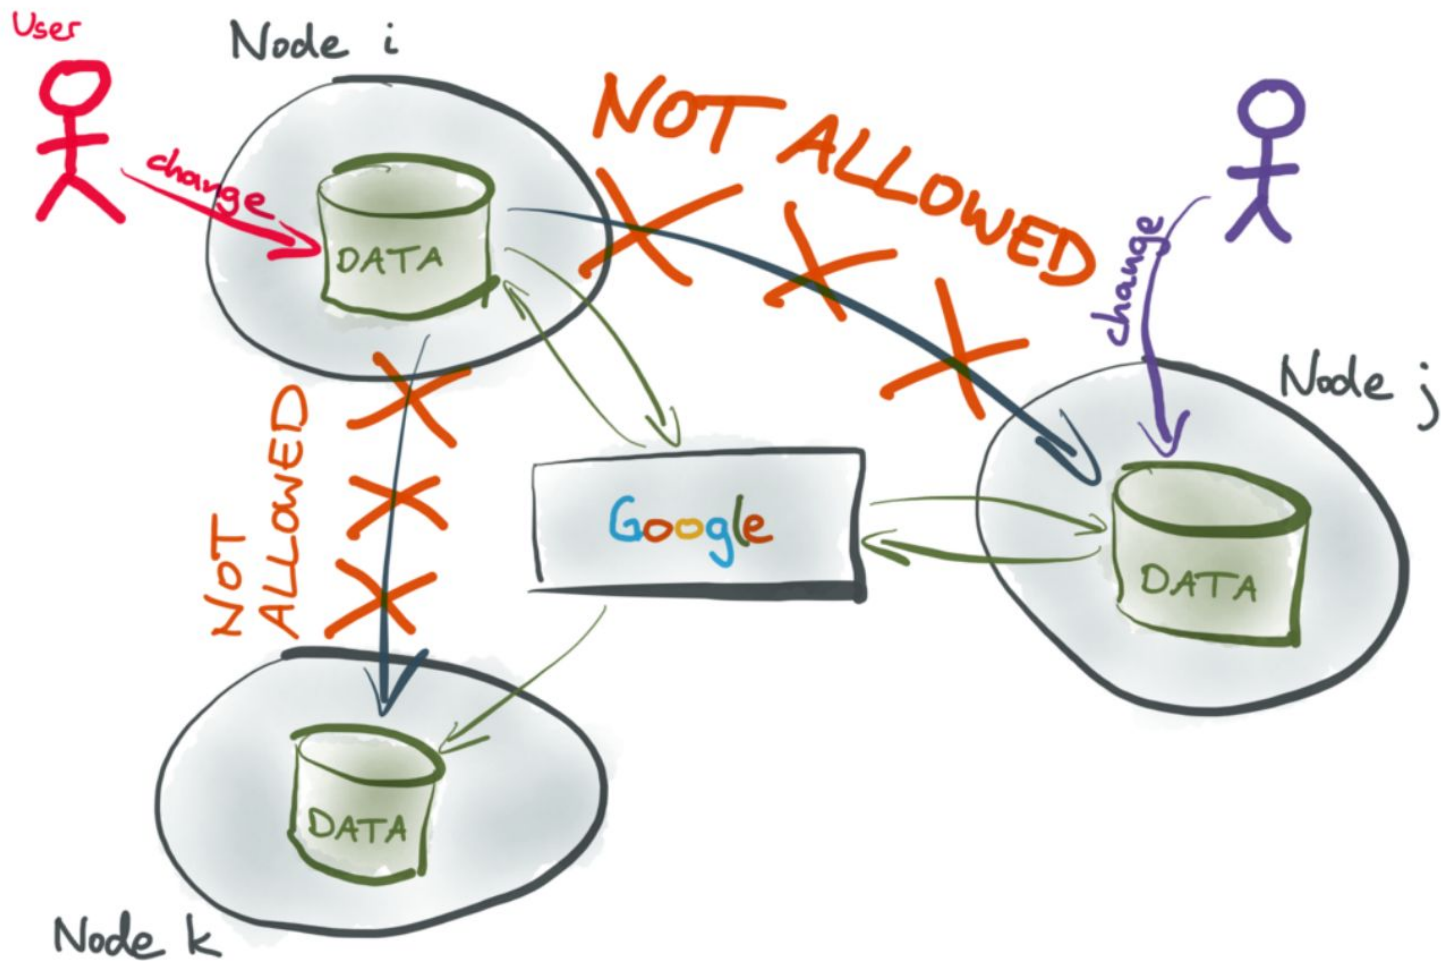 User
Node i
change
DATA
NOT ALLOWED
change
Node j
NOT
ALLOWED
Google
DATA
DATA
Node k